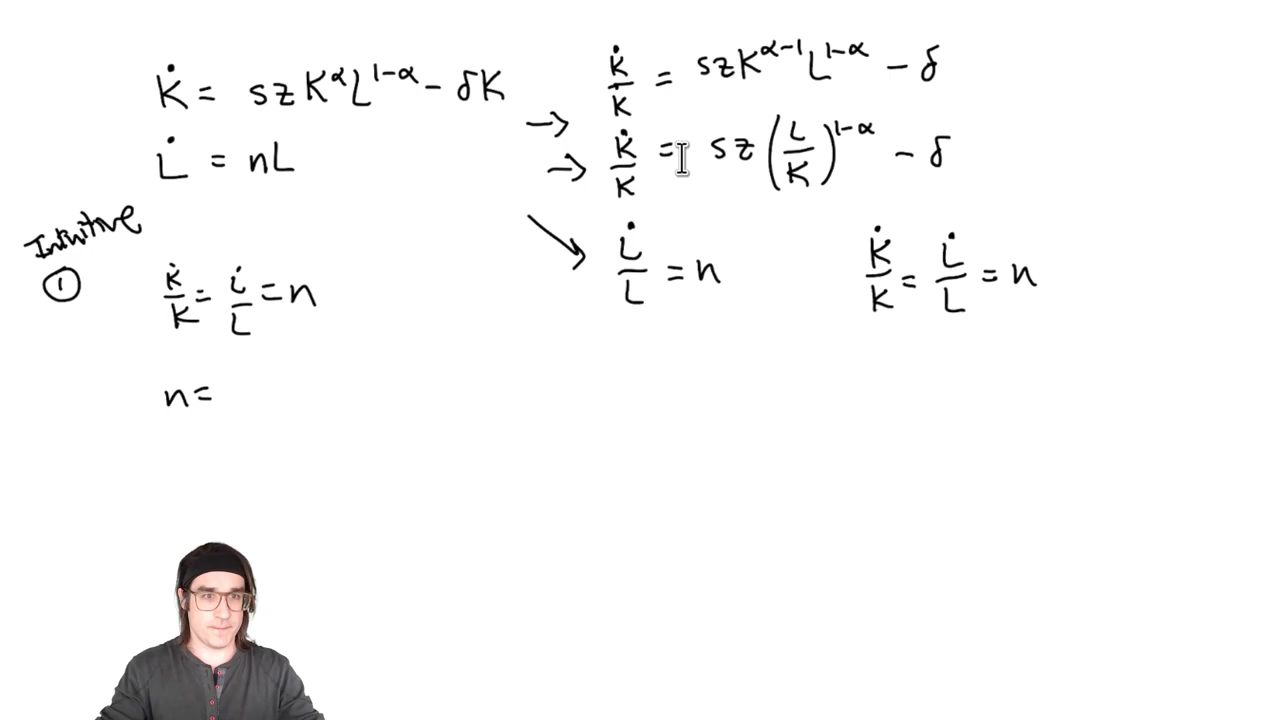 K̇ = szK^α L^{1-α} - δK
L̇ = nL
Intuitive
①
K̇/K = L̇/L = n
n =
→ K̇/K = szK^{α-1} L^{1-α} - δ
→ K̇/K = sz(L/K)^{1-α} - δ
↘ L̇/L = n
K̇/K = L̇/L = n